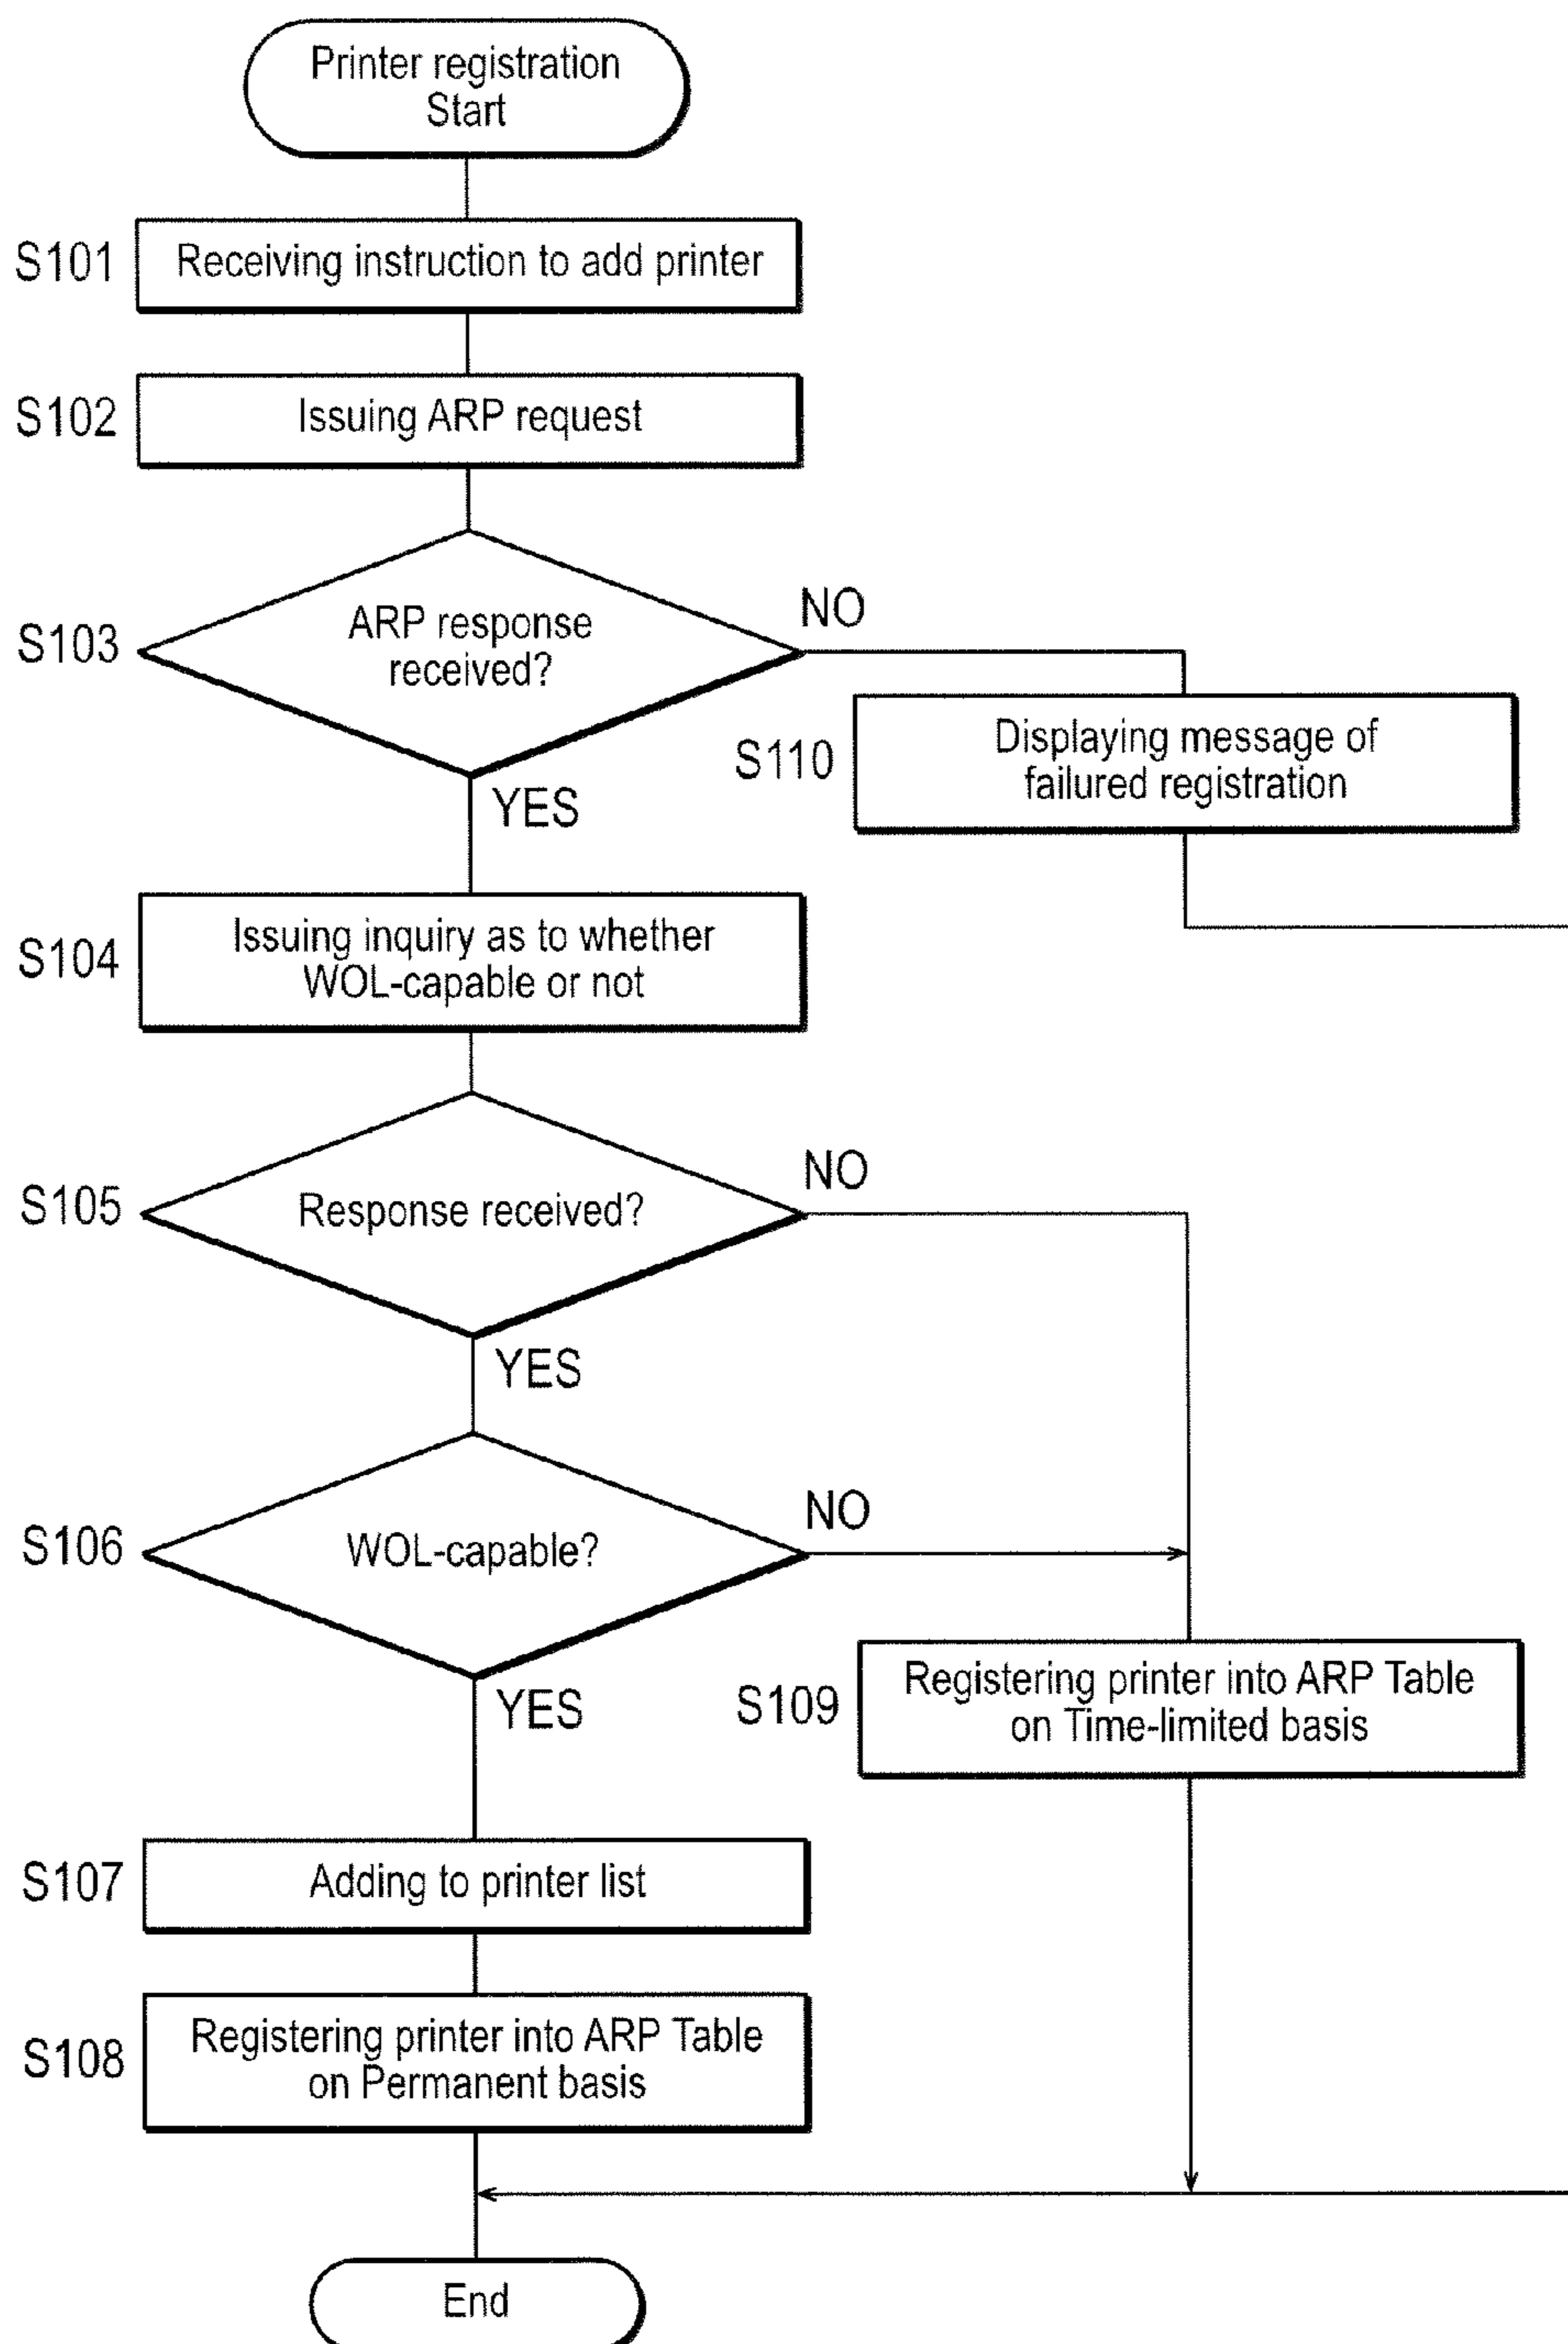 Printer registration
Start
S101
Receiving instruction to add printer
S102
Issuing ARP request
S103
ARP response
received?
NO
YES
S110
Displaying message of
failured registration
S104
Issuing inquiry as to whether
WOL-capable or not
S105
Response received?
NO
YES
S106
WOL-capable?
NO
YES
S109
Registering printer into ARP Table
on Time-limited basis
S107
Adding to printer list
S108
Registering printer into ARP Table
on Permanent basis
End